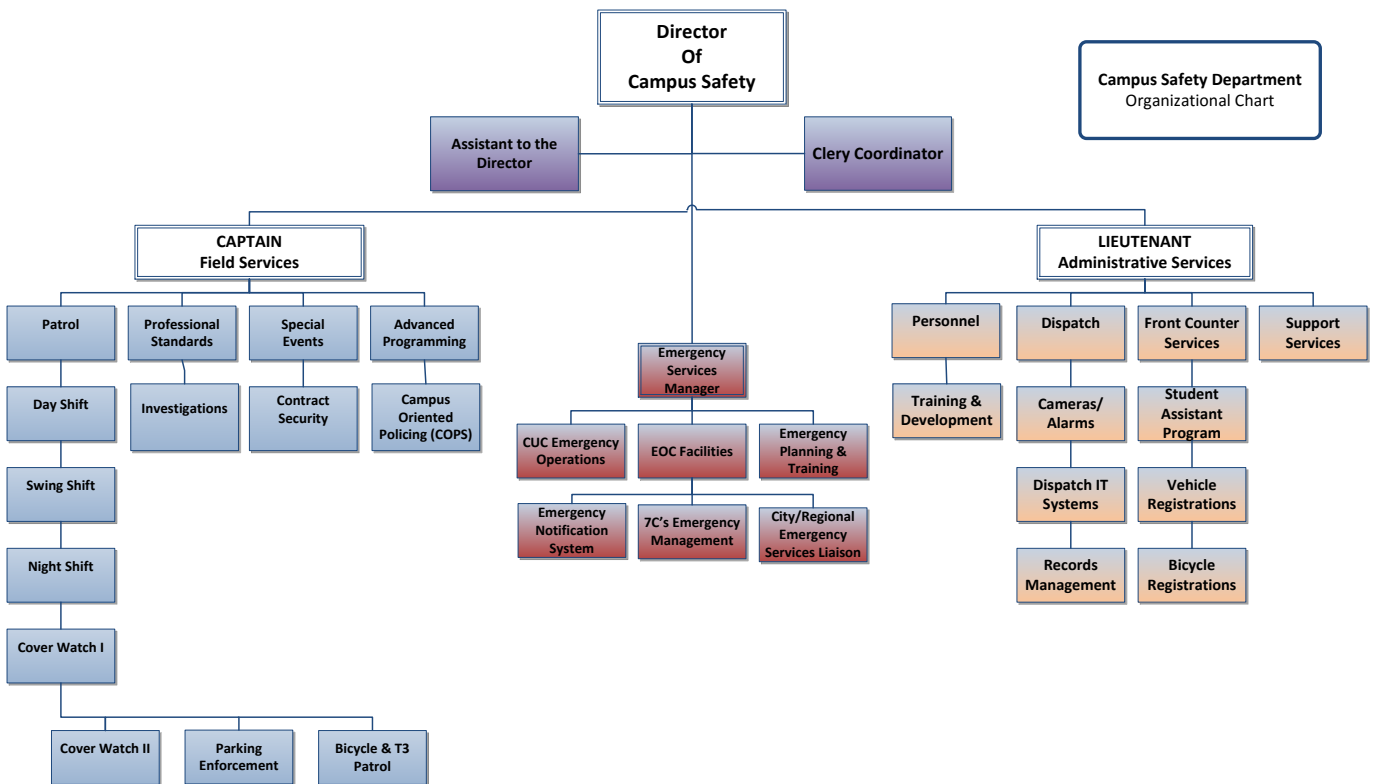 Director
Of
Campus Safety
Campus Safety Department
Organizational Chart
Assistant to the
Director
Clery Coordinator
CAPTAIN
Field Services
LIEUTENANT
Administrative Services
Patrol
Professional
Standards
Special
Events
Advanced
Programming
Personnel
Dispatch
Front Counter
Services
Support
Services
Emergency
Services
Manager
Day Shift
Investigations
Contract
Security
Campus
Oriented
Policing (COPS)
Training &
Development
Cameras/
Alarms
Student
Assistant
Program
CUC Emergency
Operations
EOC Facilities
Emergency
Planning &
Training
Swing Shift
Dispatch IT
Systems
Vehicle
Registrations
Emergency
Notification
System
7C’s Emergency
Management
City/Regional
Emergency
Services Liaison
Night Shift
Records
Management
Bicycle
Registrations
Cover Watch I
Cover Watch II
Parking
Enforcement
Bicycle & T3
Patrol